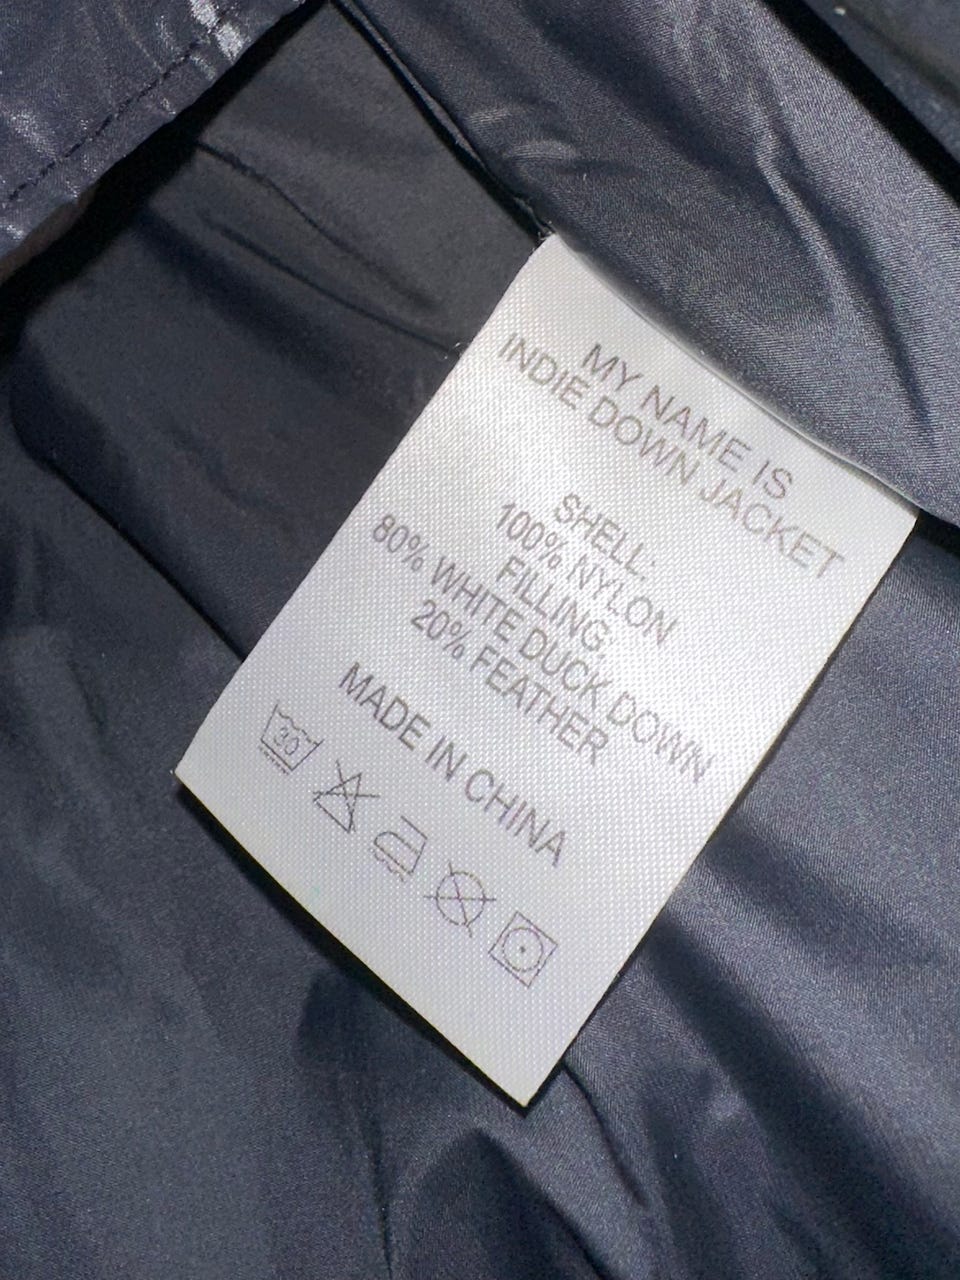 MY NAME IS
INDIE DOWN JACKET
SHELL:
100% NYLON
FILLING:
80% WHITE DUCK DOWN
20% FEATHER
MADE IN CHINA
30°